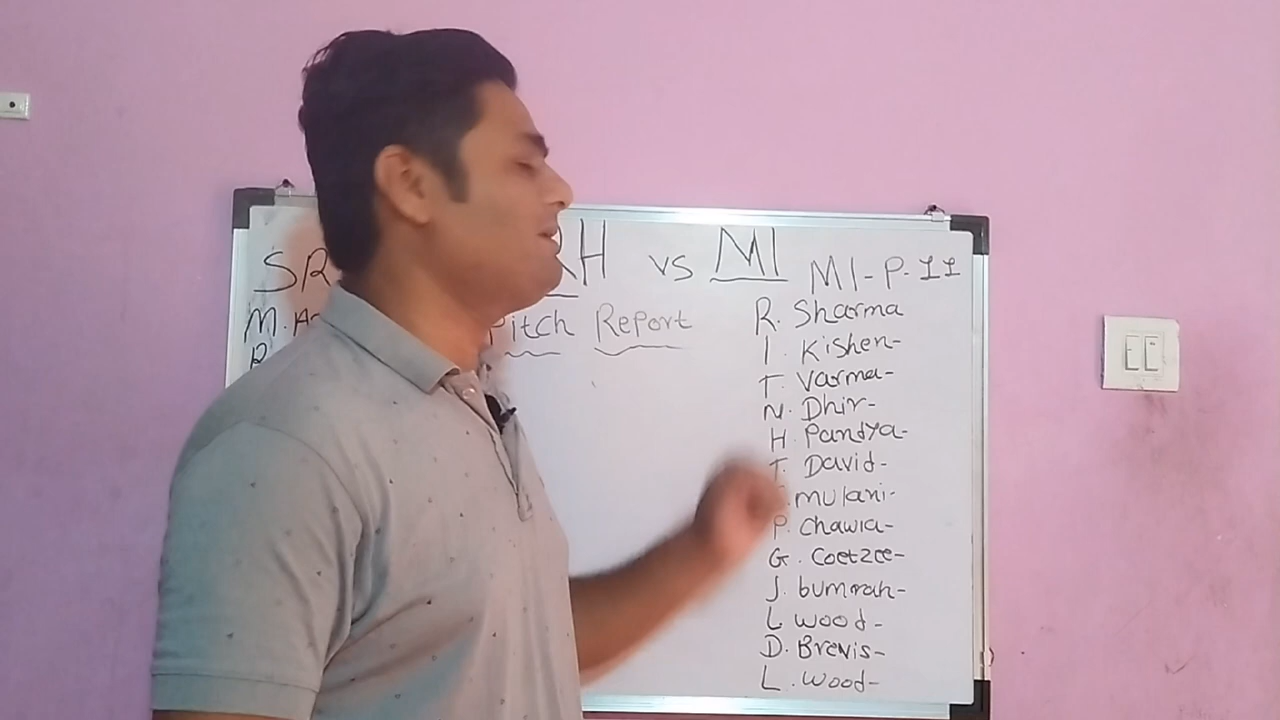 SR RH vs MI MI-P-11
M. A
Pitch Report
R. Sharma
I. Kishen-
T. Varma-
N. Dhir-
H Pandya-
T. David-
mulani-
P. Chawla-
G. Coetzee-
J. bumrah-
L wood-
D. Brevis-
L. wood-